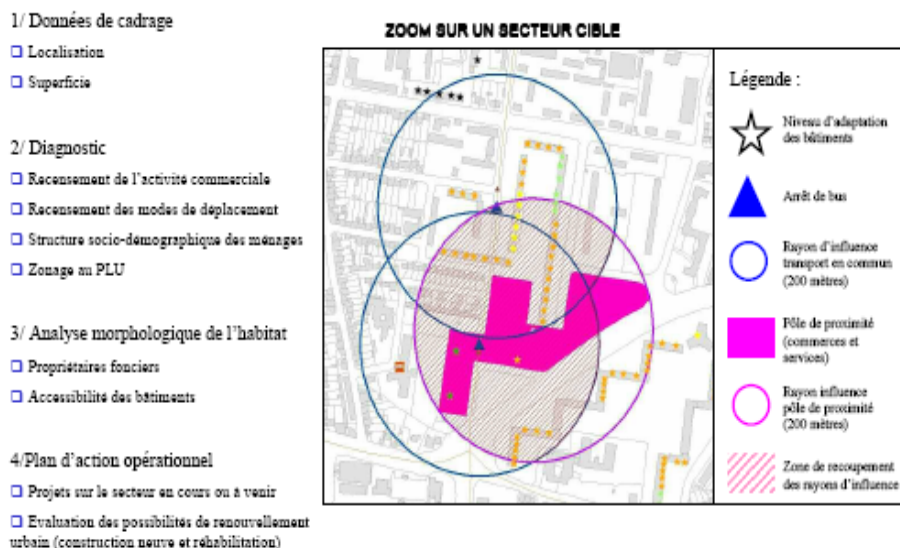 1/ Données de cadrage
Localisation
Superficie
2/ Diagnostic
Recensement de l'activité commerciale
Recensement des modes de déplacement
Structure socio-démographique des ménages
Zonage au PLU
3/ Analyse morphologique de l'habitat
Propriétaires fonciers
Accessibilité des bâtiments
4/Plan d'action opérationnel
Projets sur le secteur en cours ou à venir
Evaluation des possibilités de renouvellement
urbain (construction neuve et réhabilitation)
ZOOM SUR UN SECTEUR CIBLE
Légende :
Niveau d'adaptation
des bâtiments
Arrêt de bus
Rayon d'influence
transport en commun
(200 mètres)
Pôle de proximité
(commerces et
services)
Rayon influence
pôle de proximité
(200 mètres)
Zone de recoupement
des rayons d'influence